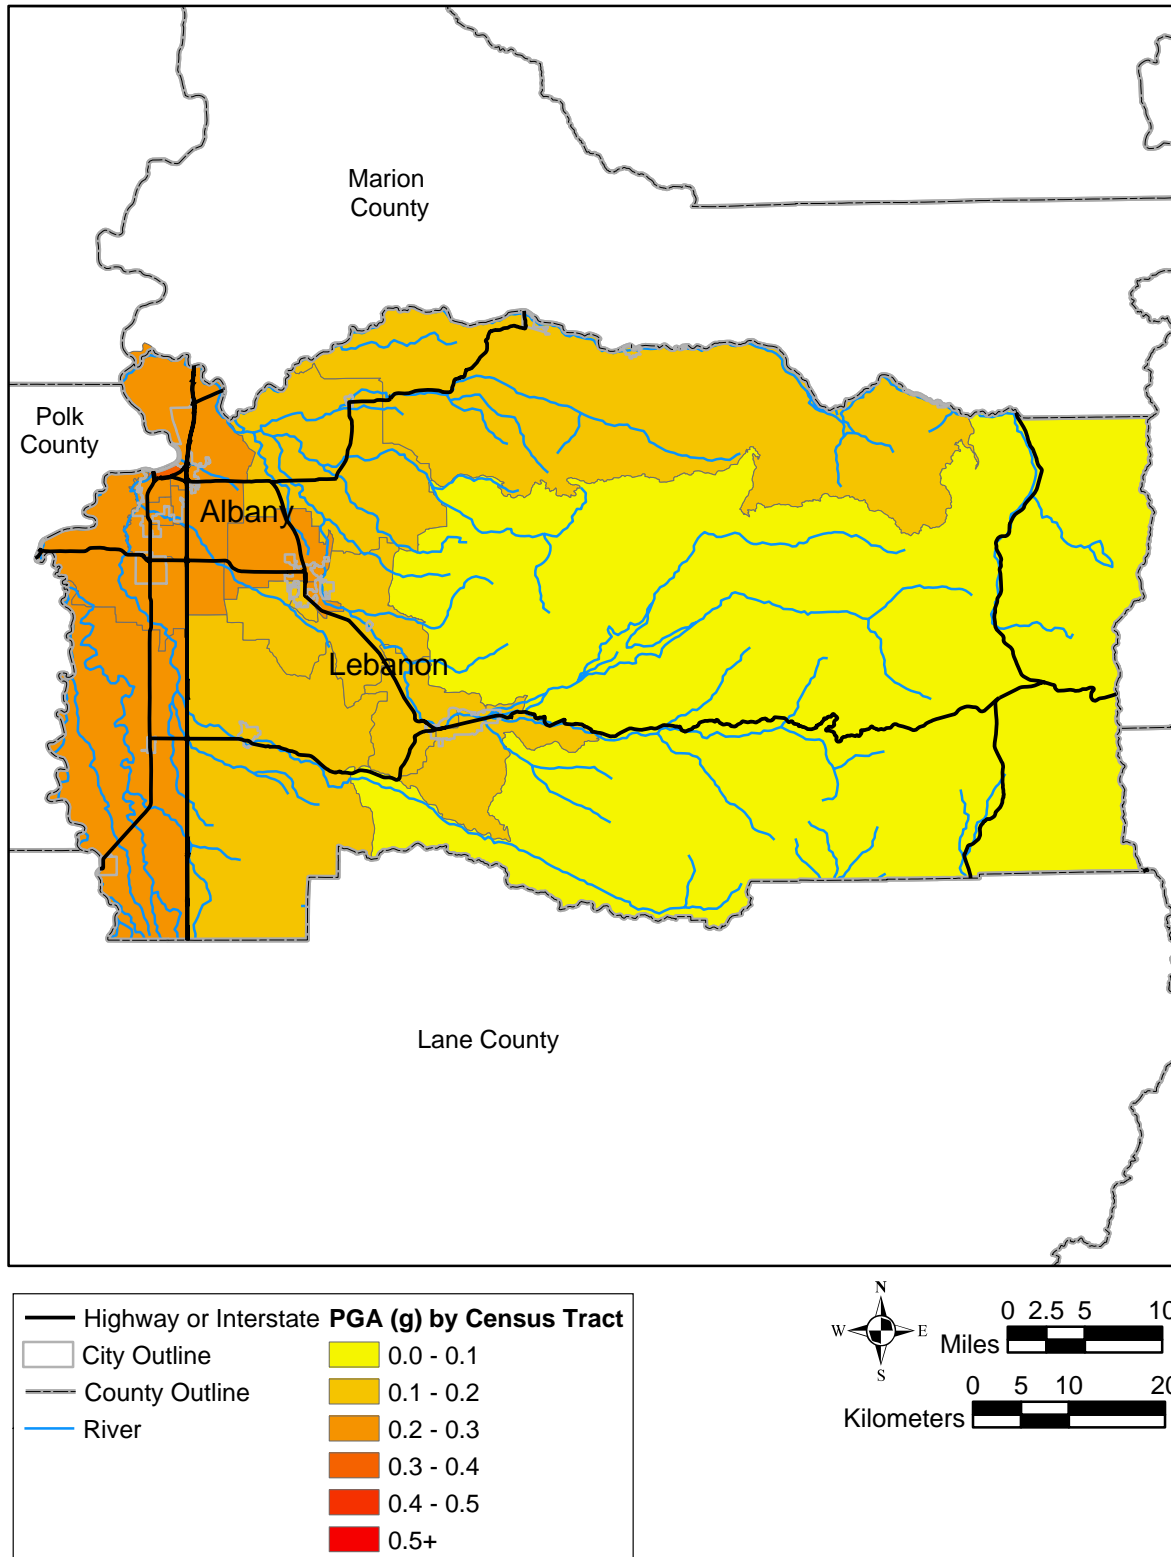 Marion
County
Polk
County
Albany
Lebanon
Lane County
Highway or Interstate
City Outline
County Outline
River
PGA (g) by Census Tract
0.0 - 0.1
0.1 - 0.2
0.2 - 0.3
0.3 - 0.4
0.4 - 0.5
0.5+
N
W E
S
0 2.5 5 10
Miles
0 5 10 20
Kilometers